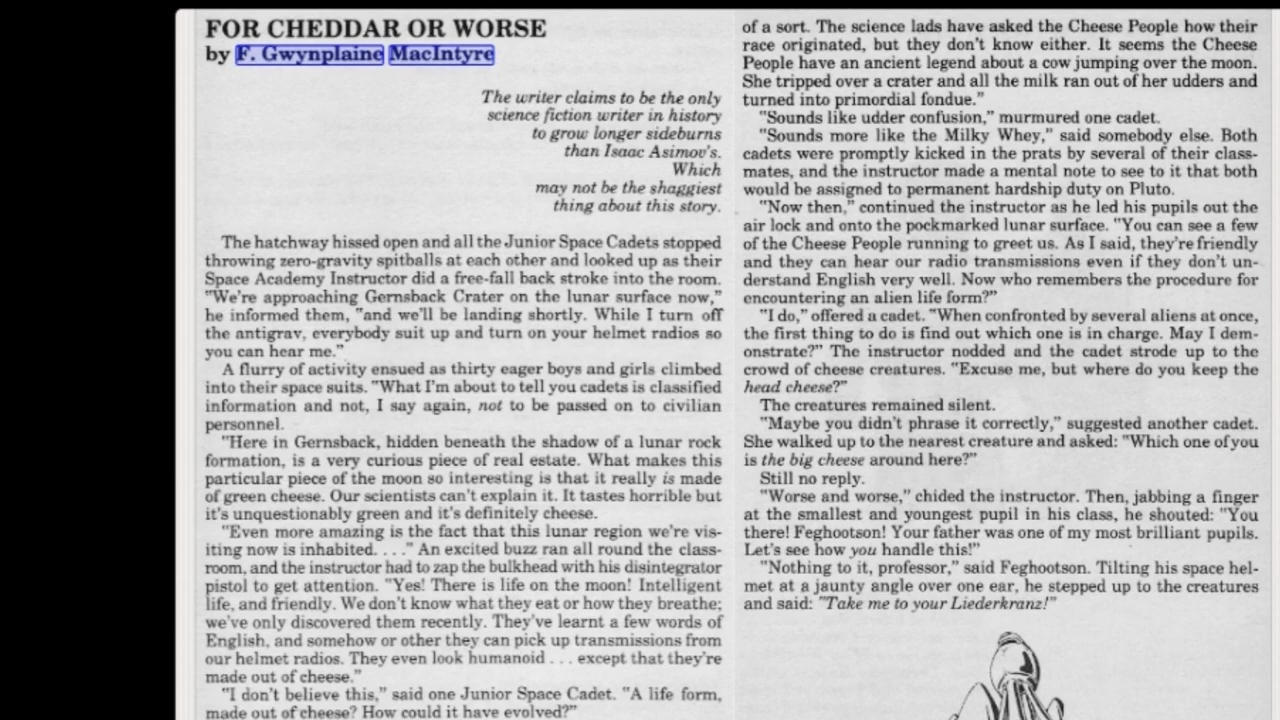 FOR CHEDDAR OR WORSE
by F. Gwynplaine MacIntyre
The writer claims to be the only
science fiction writer in history
to grow longer sideburns
than Isaac Asimov's.
Which
may not be the shaggiest
thing about this story.
The hatchway hissed open and all the Junior Space Cadets stopped
throwing zero-gravity spitballs at each other and looked up as their
Space Academy Instructor did a free-fall back stroke into the room.
"We're approaching Gernsback Crater on the lunar surface now,"
he informed them, "and we'll be landing shortly. While I turn off
the antigrav, everybody suit up and turn on your helmet radios so
you can hear me."
A flurry of activity ensued as thirty eager boys and girls climbed
into their space suits. "What I'm about to tell you cadets is classified
information and not, I say again, not to be passed on to civilian
personnel.
"Here in Gernsback, hidden beneath the shadow of a lunar rock
formation, is a very curious piece of real estate. What makes this
particular piece of the moon so interesting is that it really is made
of green cheese. Our scientists can't explain it. It tastes horrible but
it's unquestionably green and it's definitely cheese.
"Even more amazing is the fact that this lunar region we're vis-
iting now is inhabited. . . ." An excited buzz ran all round the class-
room, and the instructor had to zap the bulkhead with his disintegrator
pistol to get attention. "Yes! There is life on the moon! Intelligent
life, and friendly. We don't know what they eat or how they breathe;
we've only discovered them recently. They've learnt a few words of
English, and somehow or other they can pick up transmissions from
our helmet radios. They even look humanoid . . . except that they're
made out of cheese."
"I don't believe this," said one Junior Space Cadet. "A life form,
made out of cheese? How could it have evolved?"
of a sort. The science lads have asked the Cheese People how their
race originated, but they don't know either. It seems the Cheese
People have an ancient legend about a cow jumping over the moon.
She tripped over a crater and all the milk ran out of her udders and
turned into primordial fondue."
"Sounds like udder confusion," murmured one cadet.
"Sounds more like the Milky Whey," said somebody else. Both
cadets were promptly kicked in the prats by several of their class-
mates, and the instructor made a mental note to see to it that both
would be assigned to permanent hardship duty on Pluto.
"Now then," continued the instructor as he led his pupils out the
air lock and onto the pockmarked lunar surface. "You can see a few
of the Cheese People running to greet us. As I said, they're friendly
and they can hear our radio transmissions even if they don't un-
derstand English very well. Now who remembers the procedure for
encountering an alien life form?"
"I do," offered a cadet. "When confronted by several aliens at once,
the first thing to do is find out which one is in charge. May I dem-
onstrate?" The instructor nodded and the cadet strode up to the
crowd of cheese creatures. "Excuse me, but where do you keep the
head cheese?"
The creatures remained silent.
"Maybe you didn't phrase it correctly," suggested another cadet.
She walked up to the nearest creature and asked: "Which one of you
is the big cheese around here?"
Still no reply.
"Worse and worse," chided the instructor. Then, jabbing a finger
at the smallest and youngest pupil in his class, he shouted: "You
there! Feghootson! Your father was one of my most brilliant pupils.
Let's see how you handle this!"
"Nothing to it, professor," said Feghootson. Tilting his space hel-
met at a jaunty angle over one ear, he stepped up to the creatures
and said: "Take me to your Liederkranz!"